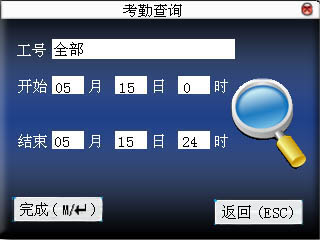 考勤查询
工号 全部
开始 05 月 15 日 0 时
结束 05 月 15 日 24 时
完成(M/↵) 返回(ESC)